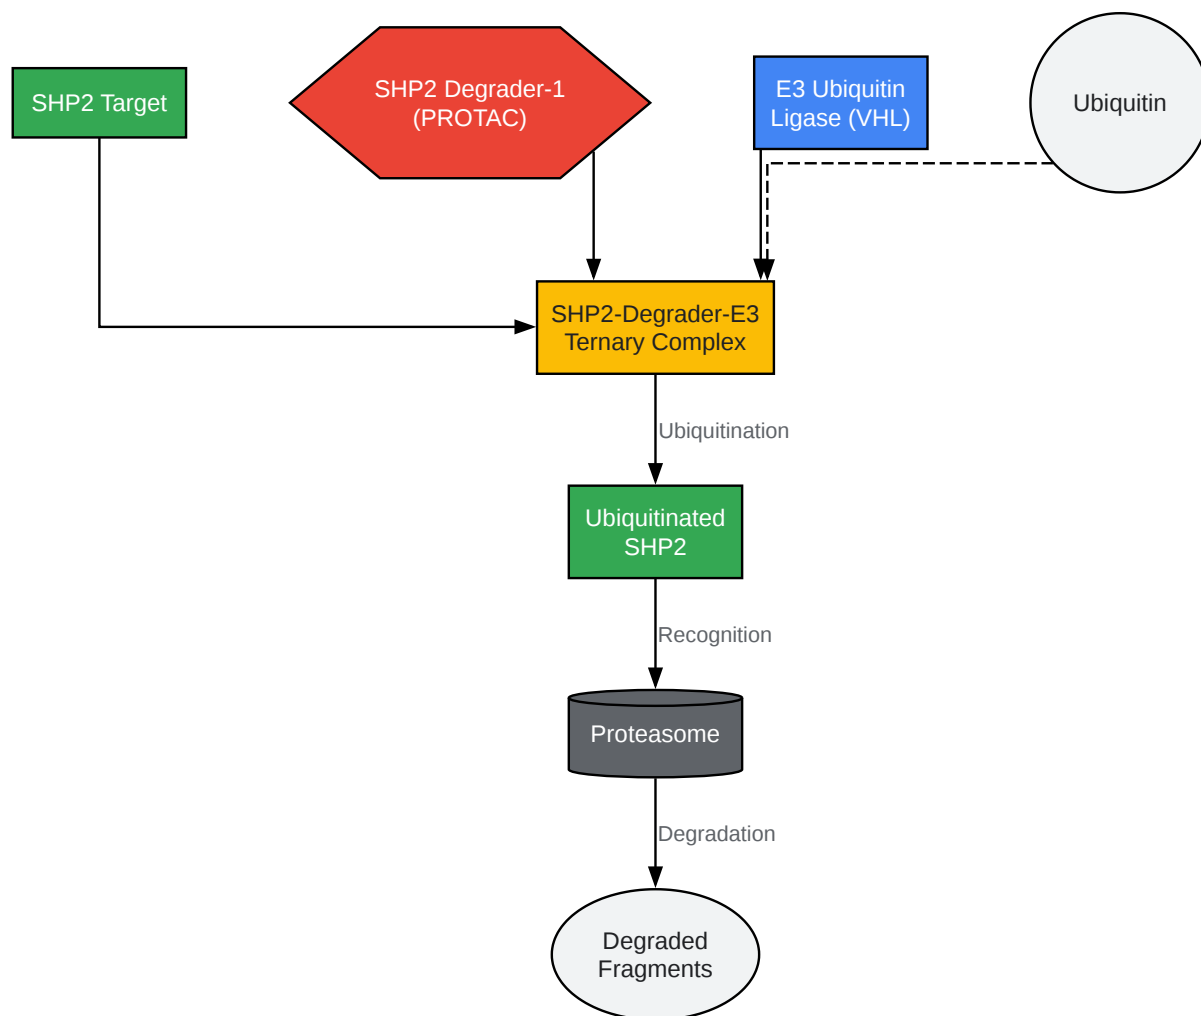 SHP2 Target
SHP2 Degrader-1
(PROTAC)
E3 Ubiquitin
Ligase (VHL)
Ubiquitin
SHP2-Degrader-E3
Ternary Complex
Ubiquitination
Ubiquitinated
SHP2
Recognition
Proteasome
Degradation
Degraded
Fragments